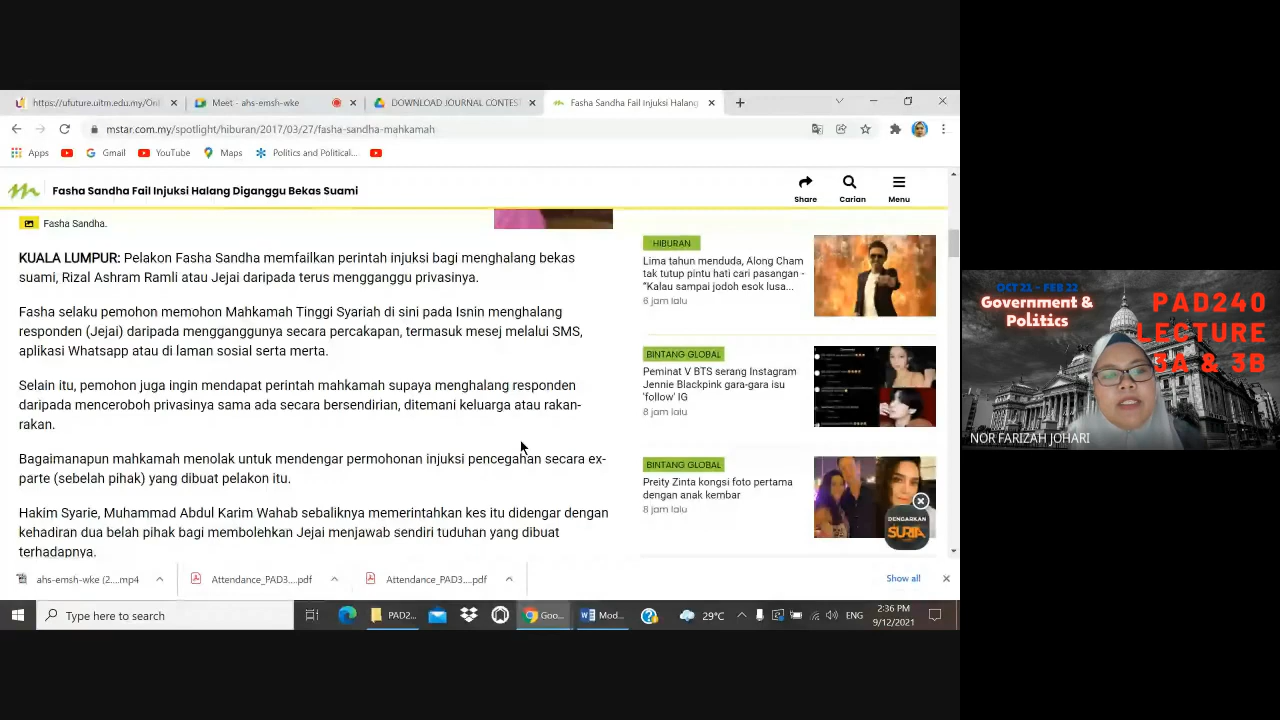 https://ufuture.uitm.edu.my/Onl
Meet - ahs-emsh-wke
DOWNLOAD JOURNAL CONTES
Fasha Sandha Fail Injuksi Halang
mstar.com.my/spotlight/hiburan/2017/03/27/fasha-sandha-mahkamah
Apps
Gmail
YouTube
Maps
Politics and Political...
Fasha Sandha Fail Injuksi Halang Diganggu Bekas Suami
Share
Carian
Menu
Fasha Sandha.
KUALA LUMPUR: Pelakon Fasha Sandha memfailkan perintah injuksi bagi menghalang bekas
suami, Rizal Ashram Ramli atau Jejai daripada terus mengganggu privasinya.
Fasha selaku pemohon memohon Mahkamah Tinggi Syariah di sini pada Isnin menghalang
responden (Jejai) daripada mengganggunya secara percakapan, termasuk mesej melalui SMS,
aplikasi Whatsapp atau di laman sosial serta merta.
Selain itu, pemohon juga ingin mendapat perintah mahkamah supaya menghalang responden
daripada menceroboh privasinya sama ada secara bersendirian, ditemani keluarga atau rakan-
rakan.
Bagaimanapun mahkamah menolak untuk mendengar permohonan injuksi pencegahan secara ex-
parte (sebelah pihak) yang dibuat pelakon itu.
Hakim Syarie, Muhammad Abdul Karim Wahab sebaliknya memerintahkan kes itu didengar dengan
kehadiran dua belah pihak bagi membolehkan Jejai menjawab sendiri tuduhan yang dibuat
terhadapnya.
HIBURAN
Lima tahun menduda, Along Cham
tak tutup pintu hati cari pasangan -
"Kalau sampai jodoh esok lusa...
6 jam lalu
BINTANG GLOBAL
Peminat V BTS serang Instagram
Jennie Blackpink gara-gara isu
'follow' IG
8 jam lalu
BINTANG GLOBAL
Preity Zinta kongsi foto pertama
dengan anak kembar
8 jam lalu
DENGARKAN
SURIA
ahs-emsh-wke (2....mp4
Attendance_PAD3....pdf
Attendance_PAD3....pdf
Show all
Type here to search
PAD2...
Goo...
Mod...
29°C
ENG
2:36 PM
9/12/2021
OCT 21 - FEB 22
Government &
Politics
PAD240
LECTURE
3A & 3B
NOR FARIZAH JOHARI